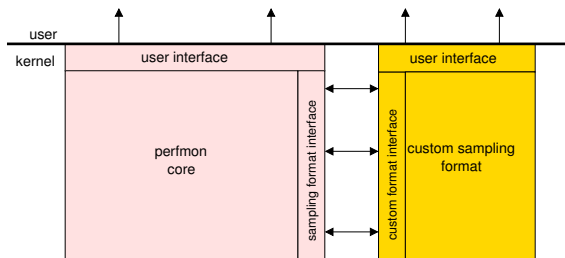 user
kernel
user interface
user interface
perfmon
core
sampling format interface
custom format interface
custom sampling
format